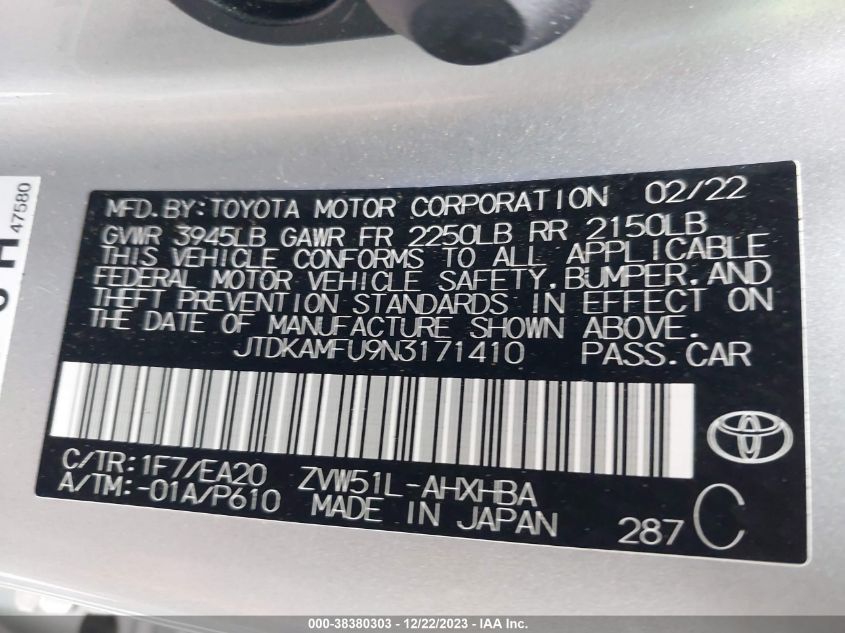 47580
MFD.BY:TOYOTA MOTOR CORPORATION 02/22
GVWR 3945LB GAWR FR 2250LB RR 2150LB
THIS VEHICLE CONFORMS TO ALL APPLICABLE
FEDERAL MOTOR VEHICLE SAFETY,BUMPER,AND
THEFT PREVENTION STANDARDS IN EFFECT ON
THE DATE OF MANUFACTURE SHOWN ABOVE.
JTDKAMFU9N3171410 PASS.CAR
C/TR:1F7/EA20 ZVW51L-AHXHBA
A/TM:-01A/P610 MADE IN JAPAN 287 C
000-38380303 - 12/22/2023 - IAA Inc.